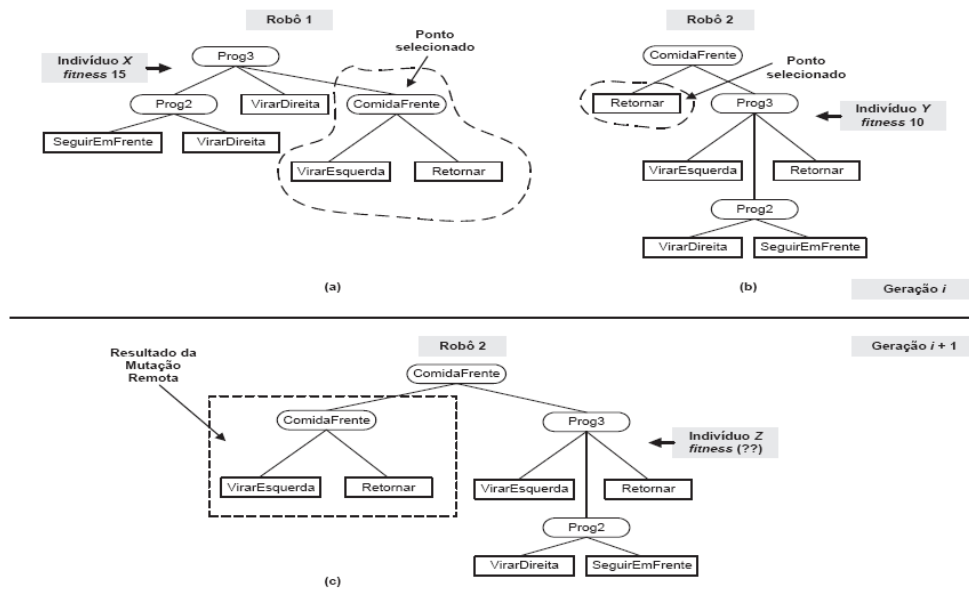 Robô 1
Indivíduo X
fitness 15
Prog3
Ponto
selecionado
Prog2
VirarDireita
ComidaFrente
SeguirEmFrente
VirarDireita
VirarEsquerda
Retornar
(a)
Robô 2
ComidaFrente
Ponto
selecionado
Retornar
Prog3
Indivíduo Y
fitness 10
VirarEsquerda
Retornar
Prog2
VirarDireita
SeguirEmFrente
(b)
Geração i
Robô 2
Geração i + 1
Resultado da
Mutação
Remota
ComidaFrente
ComidaFrente
Prog3
Indivíduo Z
fitness (??)
VirarEsquerda
Retornar
VirarEsquerda
Retornar
Prog2
VirarDireita
SeguirEmFrente
(c)